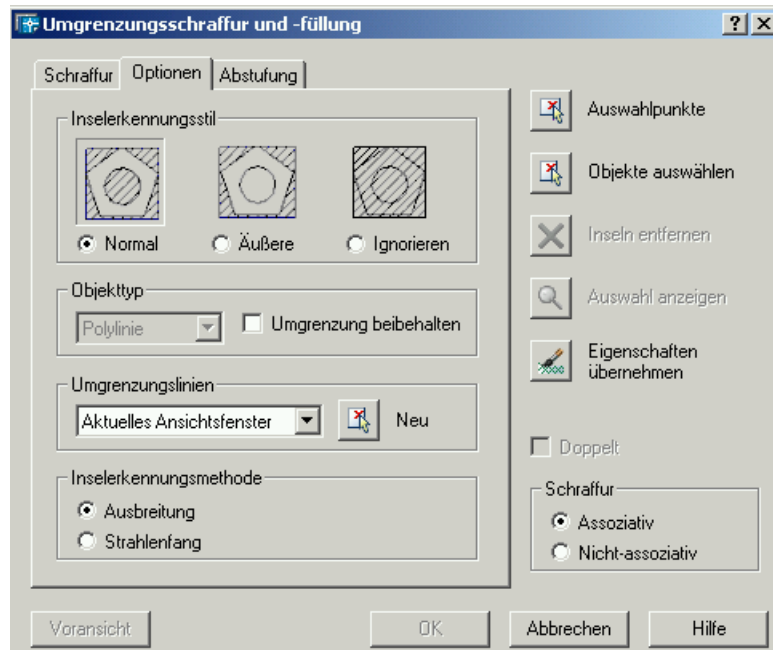 Umgrenzungsschraffur und -füllung
Schraffur
Optionen
Abstufung
Inselerkennungsstil
Normal
Äußere
Ignorieren
Objekttyp
Polylinie
Umgrenzung beibehalten
Umgrenzungslinien
Aktuelles Ansichtsfenster
Neu
Inselerkennungsmethode
Ausbreitung
Strahlenfang
Auswahlpunkte
Objekte auswählen
Inseln entfernen
Auswahl anzeigen
Eigenschaften
übernehmen
Doppelt
Schraffur
Assoziativ
Nicht-assoziativ
Voransicht
OK
Abbrechen
Hilfe